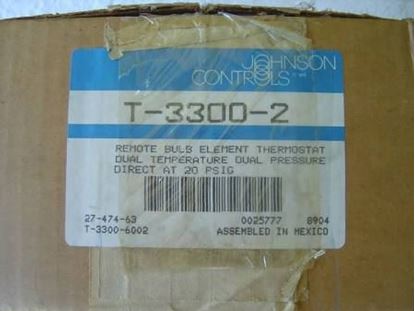 JOHNSON
CONTROLS
T-3300-2
REMOTE BULB ELEMENT THERMOSTAT
DUAL TEMPERATURE DUAL PRESSURE
DIRECT AT 20 PSIG
27-474-63 0025777 8904
T-3300-6002 ASSEMBLED IN MEXICO